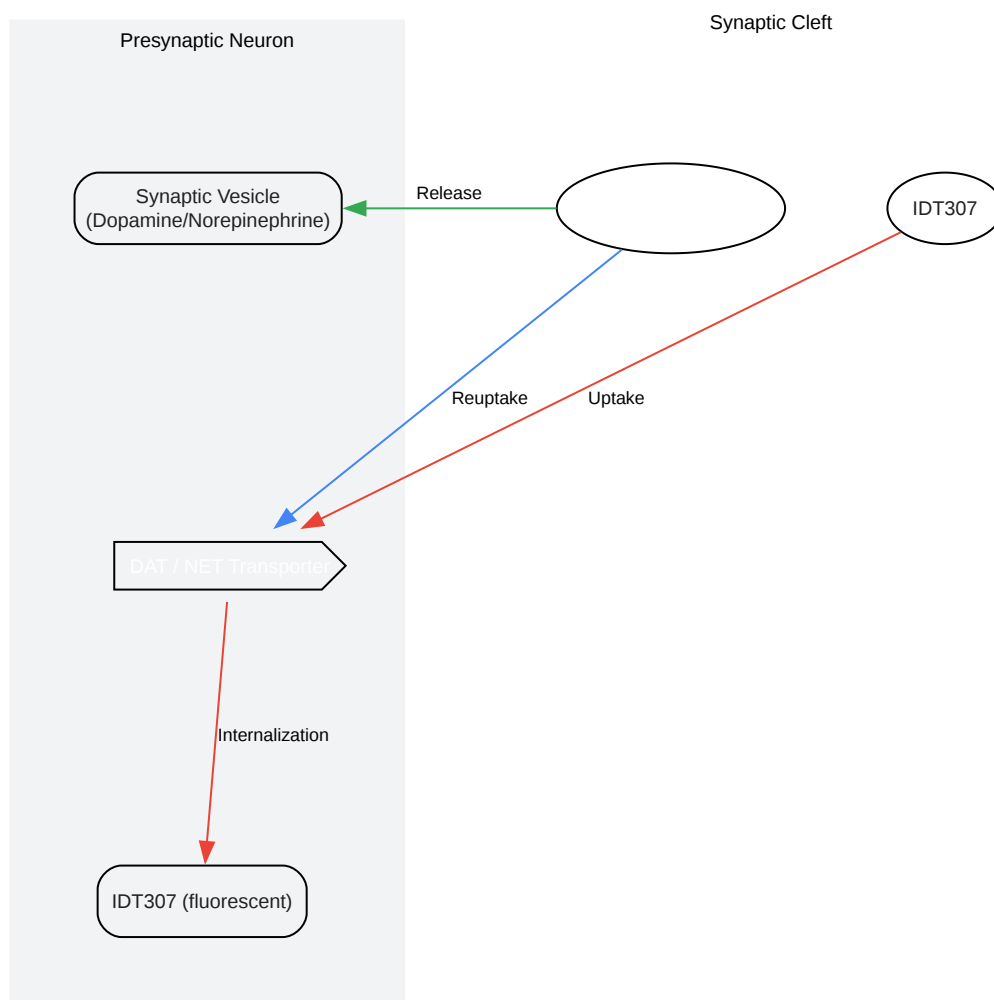 Synaptic Cleft
Presynaptic Neuron
Synaptic Vesicle
(Dopamine/Norepinephrine)
Release
IDT307
Reuptake
Uptake
DAT / NET Transporter
Internalization
IDT307 (fluorescent)